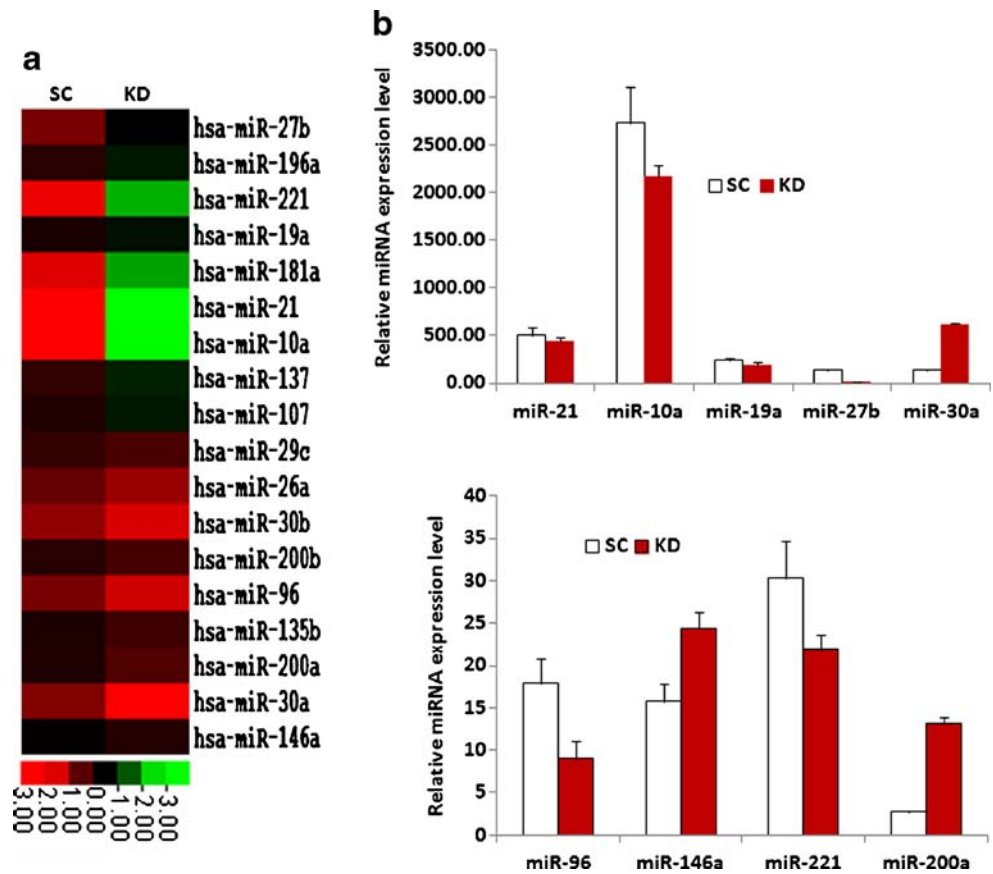 a
SC KD
hsa-miR-27b
hsa-miR-196a
hsa-miR-221
hsa-miR-19a
hsa-miR-181a
hsa-miR-21
hsa-miR-10a
hsa-miR-137
hsa-miR-107
hsa-miR-29c
hsa-miR-26a
hsa-miR-30b
hsa-miR-200b
hsa-miR-96
hsa-miR-135b
hsa-miR-200a
hsa-miR-30a
hsa-miR-146a
3.00
2.00
1.00
0.00
-1.00
2.00
3.00
b
Relative miRNA expression level
3500.00
3000.00
2500.00
2000.00
1500.00
1000.00
500.00
0.00
SC KD
miR-21 miR-10a miR-19a miR-27b miR-30a
Relative miRNA expression level
40
35
30
25
20
15
10
5
0
SC KD
miR-96 miR-146a miR-221 miR-200a